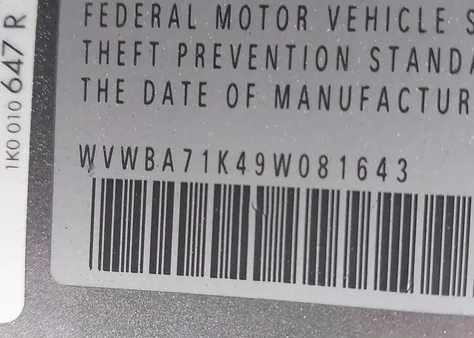 FEDERAL MOTOR VEHICLE S
THEFT PREVENTION STANDA
THE DATE OF MANUFACTUR
WVWBA71K49W081643
1K0 010 647 R